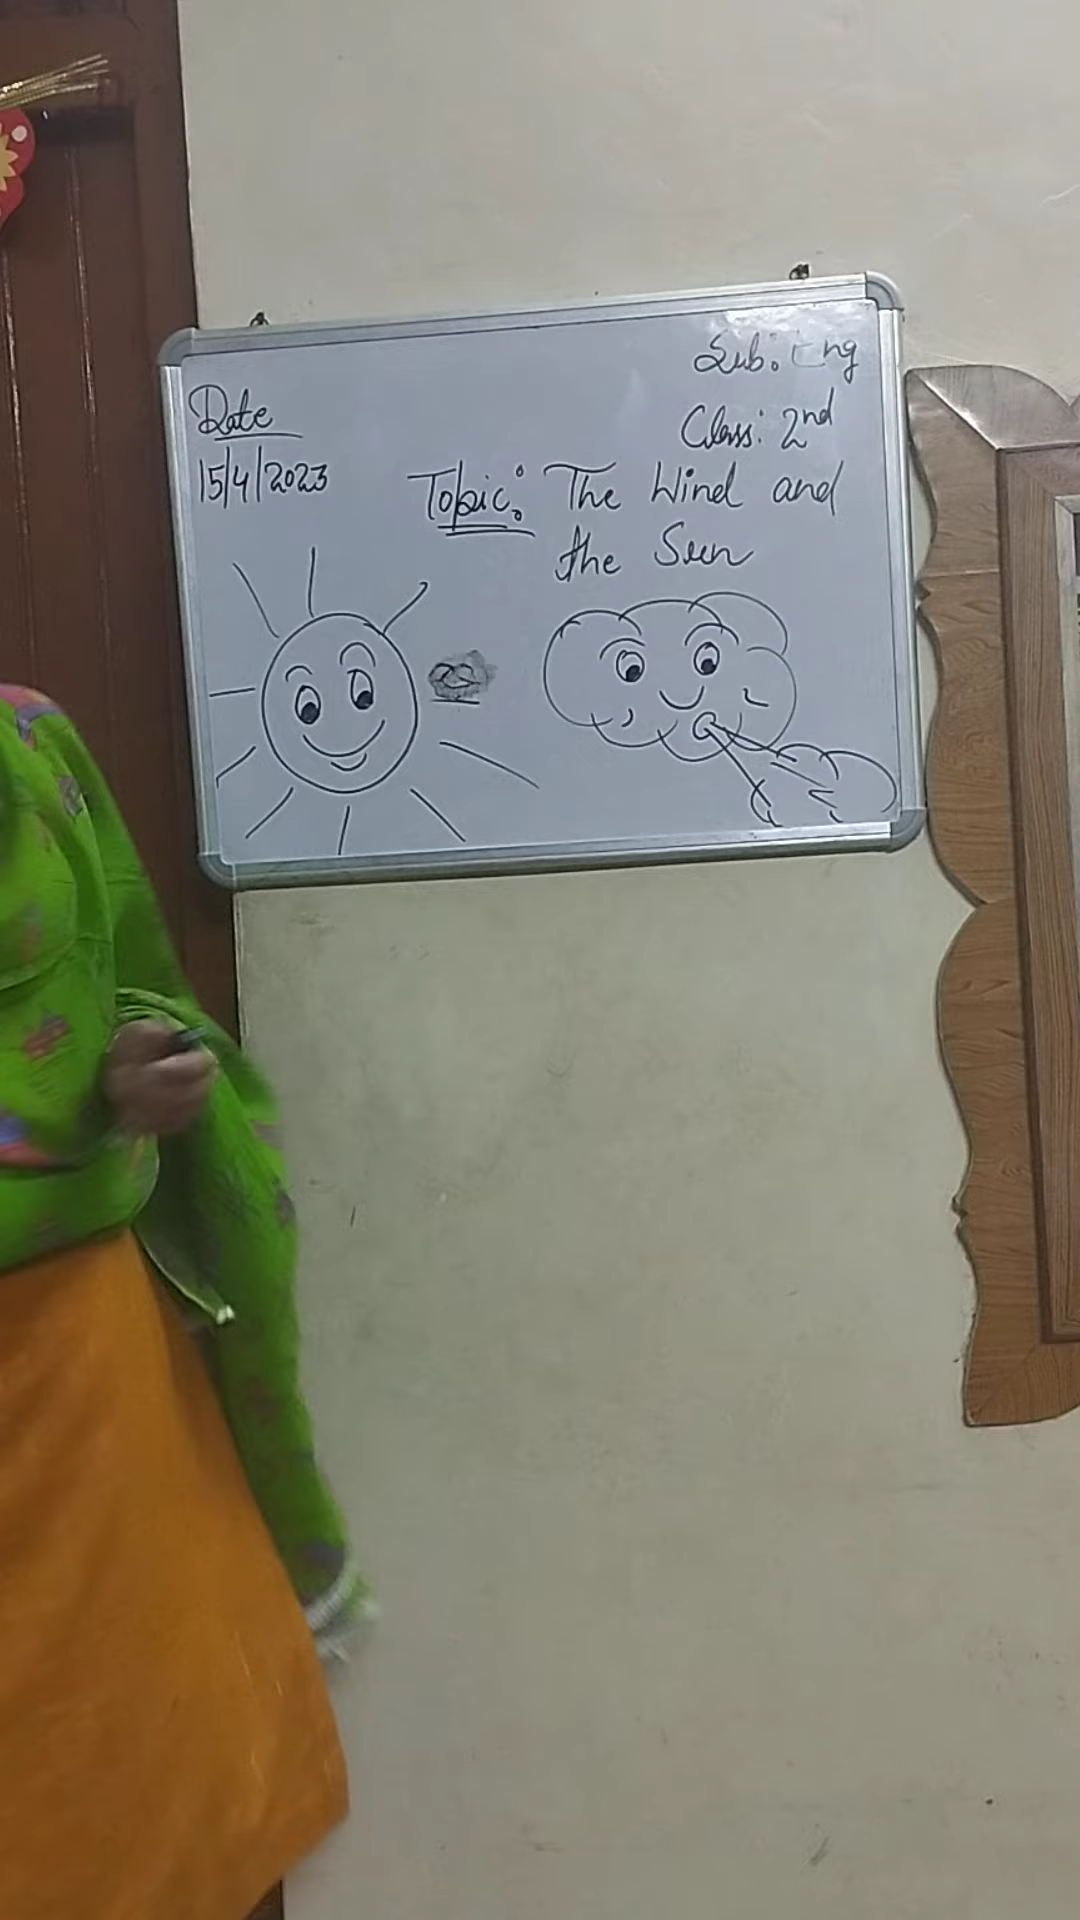 Sub: Eng
Date
Class: 2nd
15/4/2023
Topic: The Wind and
the Sun